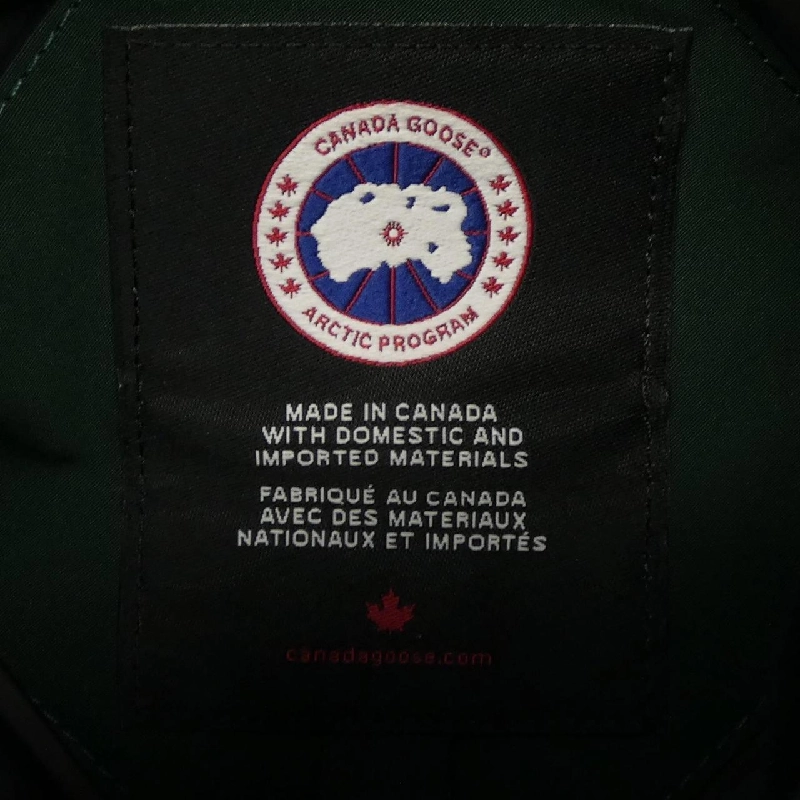 CANADA GOOSE®
ARCTIC PROGRAM
MADE IN CANADA
WITH DOMESTIC AND
IMPORTED MATERIALS
FABRIQUÉ AU CANADA
AVEC DES MATERIAUX
NATIONAUX ET IMPORTÉS
canadagoose.com